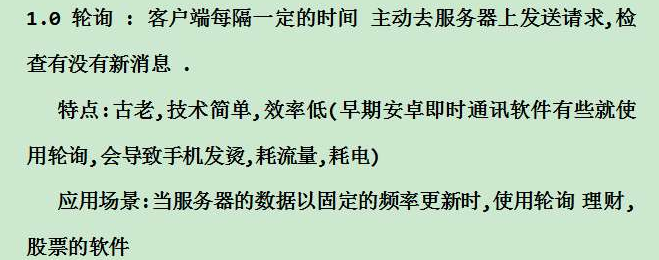 1.0 轮询 : 客户端每隔一定的时间 主动去服务器上发送请求,检
查有没有新消息 .
特点:古老,技术简单,效率低(早期安卓即时通讯软件有些就使
用轮询,会导致手机发烫,耗流量,耗电)
应用场景:当服务器的数据以固定的频率更新时,使用轮询 理财,
股票的软件